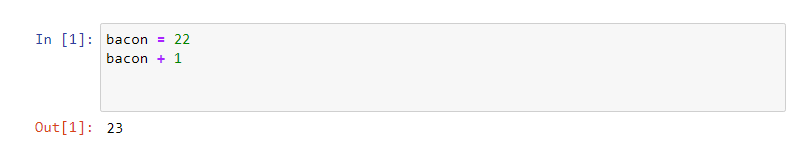 In [1]: bacon = 22
bacon + 1
Out[1]: 23